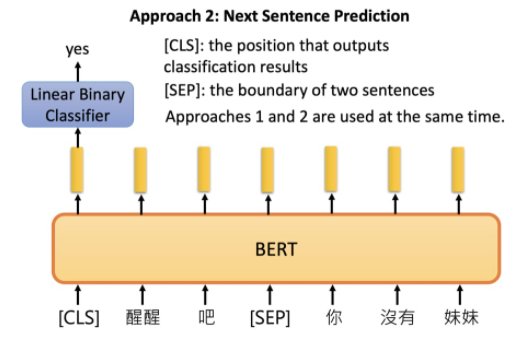 Approach 2: Next Sentence Prediction
yes
[CLS]: the position that outputs
classification results
[SEP]: the boundary of two sentences
Approaches 1 and 2 are used at the same time.
Linear Binary
Classifier
BERT
[CLS] 醒醒 吧 [SEP] 你 沒有 妹妹